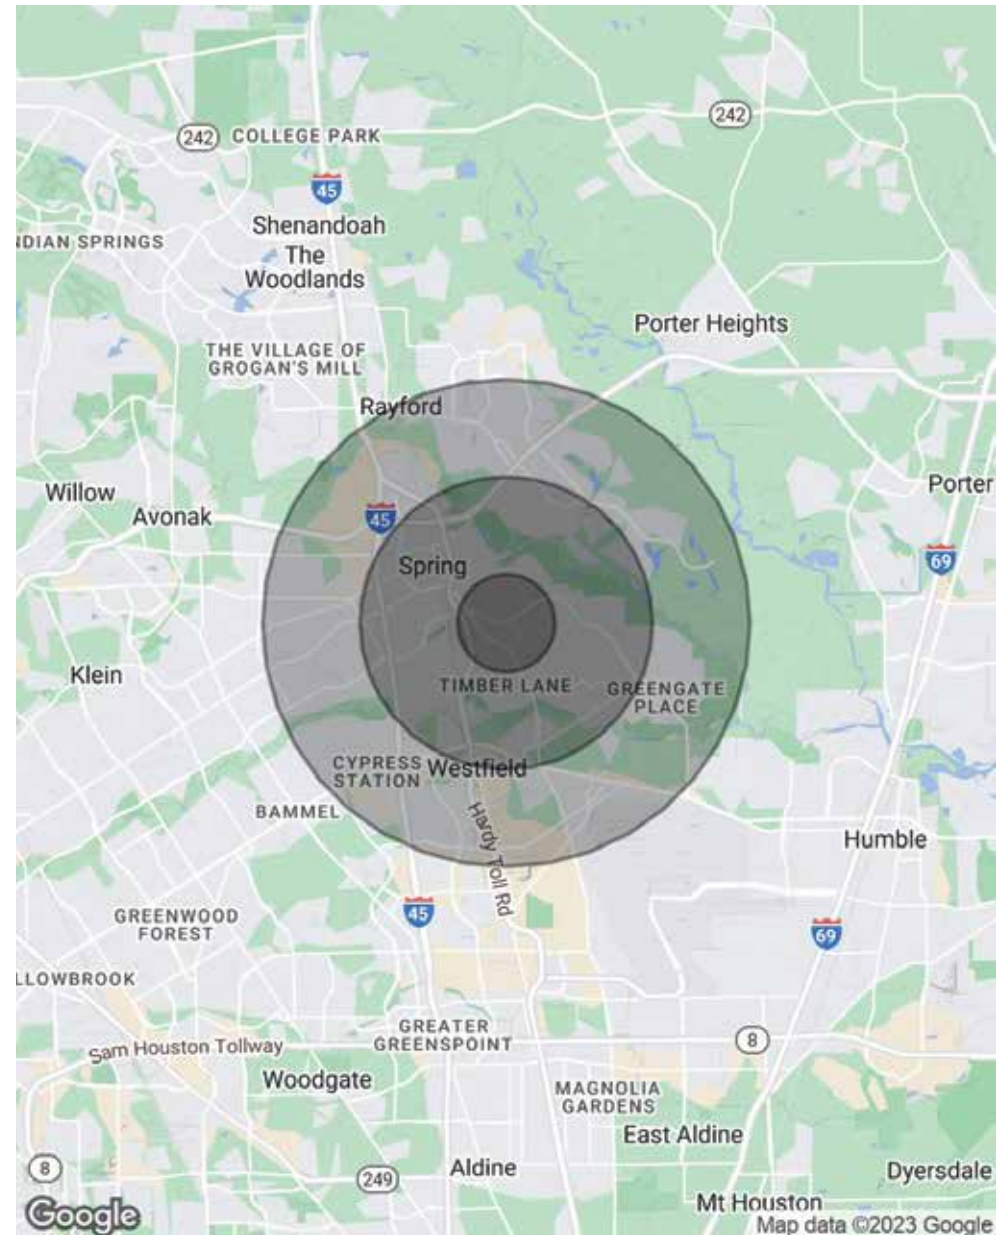 242
COLLEGE PARK
242
45
Shenandoah
The
Woodlands
NDIAN SPRINGS
Porter Heights
THE VILLAGE OF
GROGAN'S MILL
Rayford
Willow
Avonak
45
Porter
69
Spring
Klein
TIMBER LANE
GREENGATE
PLACE
CYPRESS
STATION
Westfield
BAMMEL
Hardy Toll Rd
Humble
GREENWOOD
FOREST
45
69
LLOWBROOK
GREATER
GREENSPOINT
8
Sam Houston Tollway
Woodgate
MAGNOLIA
GARDENS
East Aldine
8
249
Aldine
Dyersdale
Mt Houston
Google
Map data ©2023 Google